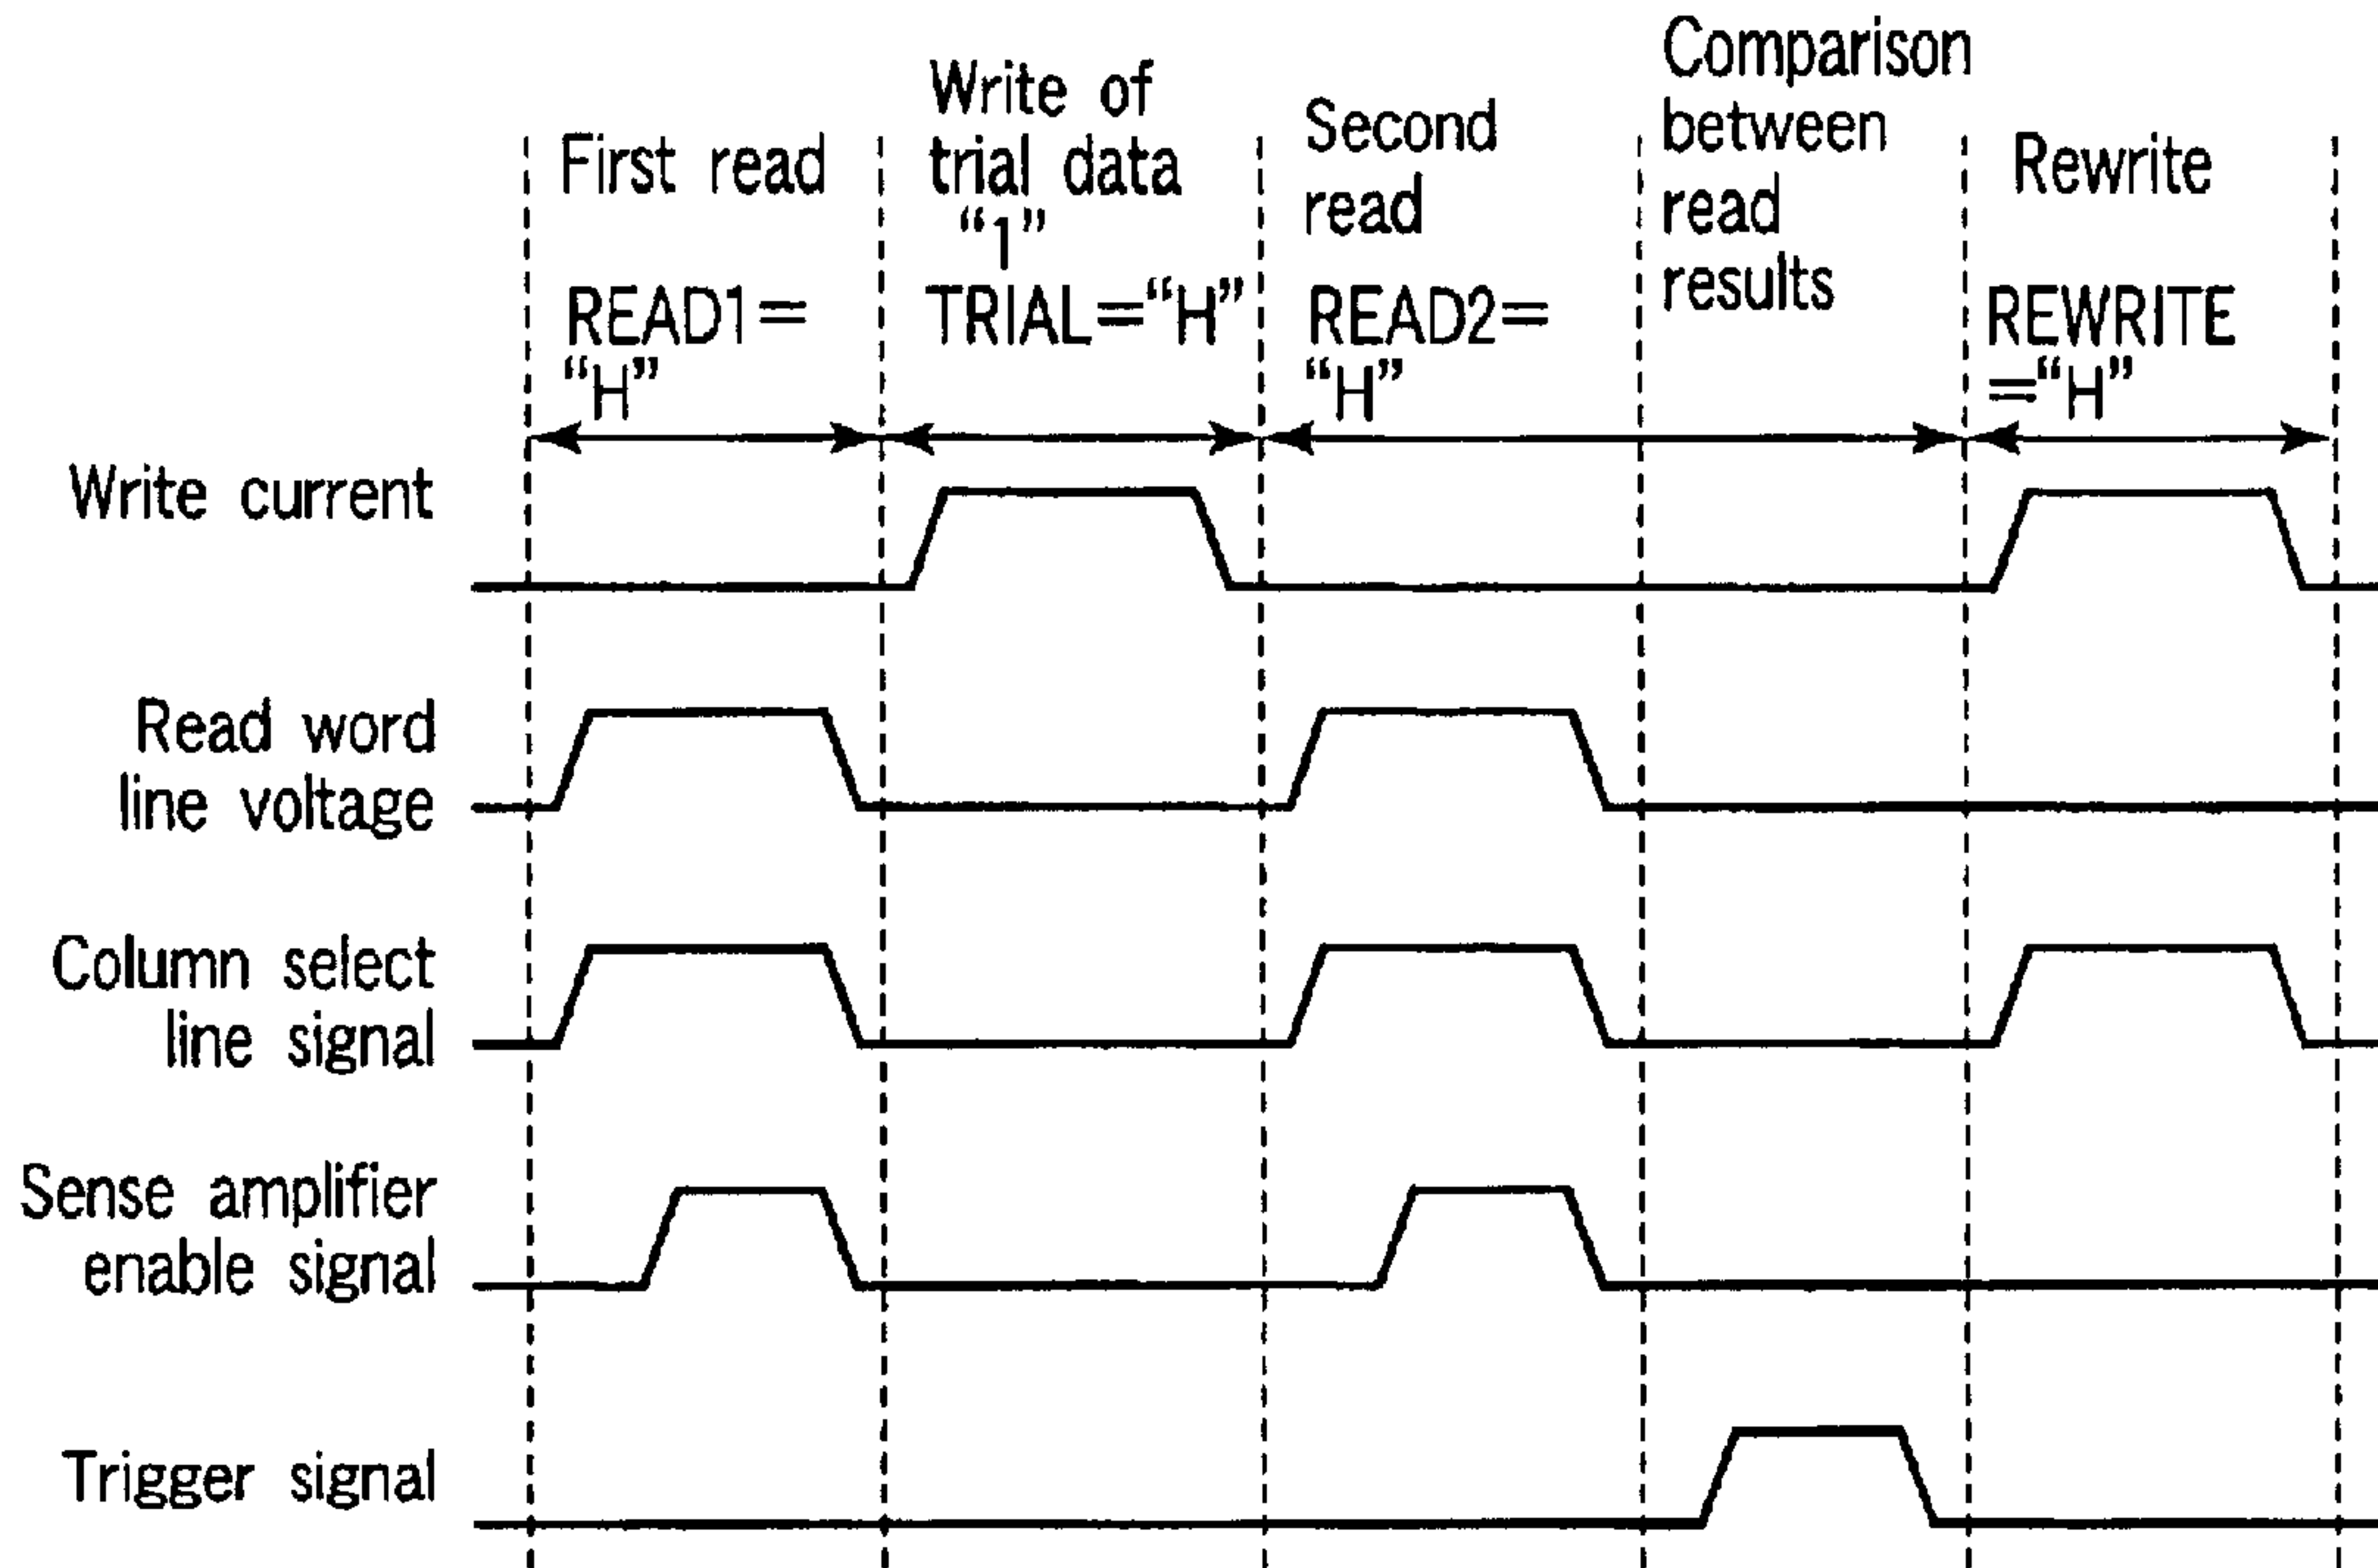 First read
READ1=
“H”
Write of
trial data
“1”
TRIAL=“H”
Second
read
READ2=
“H”
Comparison
between
read
results
Rewrite
REWRITE
=“H”
Write current
Read word
line voltage
Column select
line signal
Sense amplifier
enable signal
Trigger signal